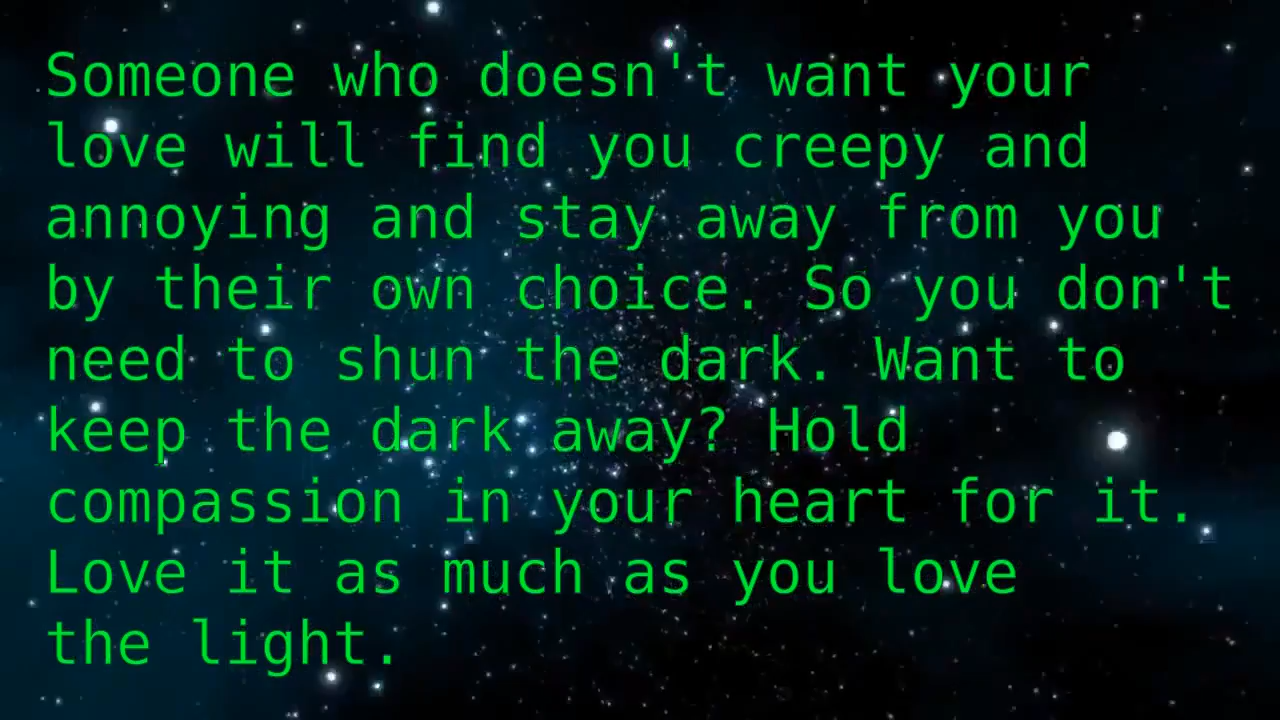 Someone who doesn't want your
love will find you creepy and
annoying and stay away from you
by their own choice. So you don't
need to shun the dark. Want to
keep the dark away? Hold
compassion in your heart for it.
Love it as much as you love
the light.